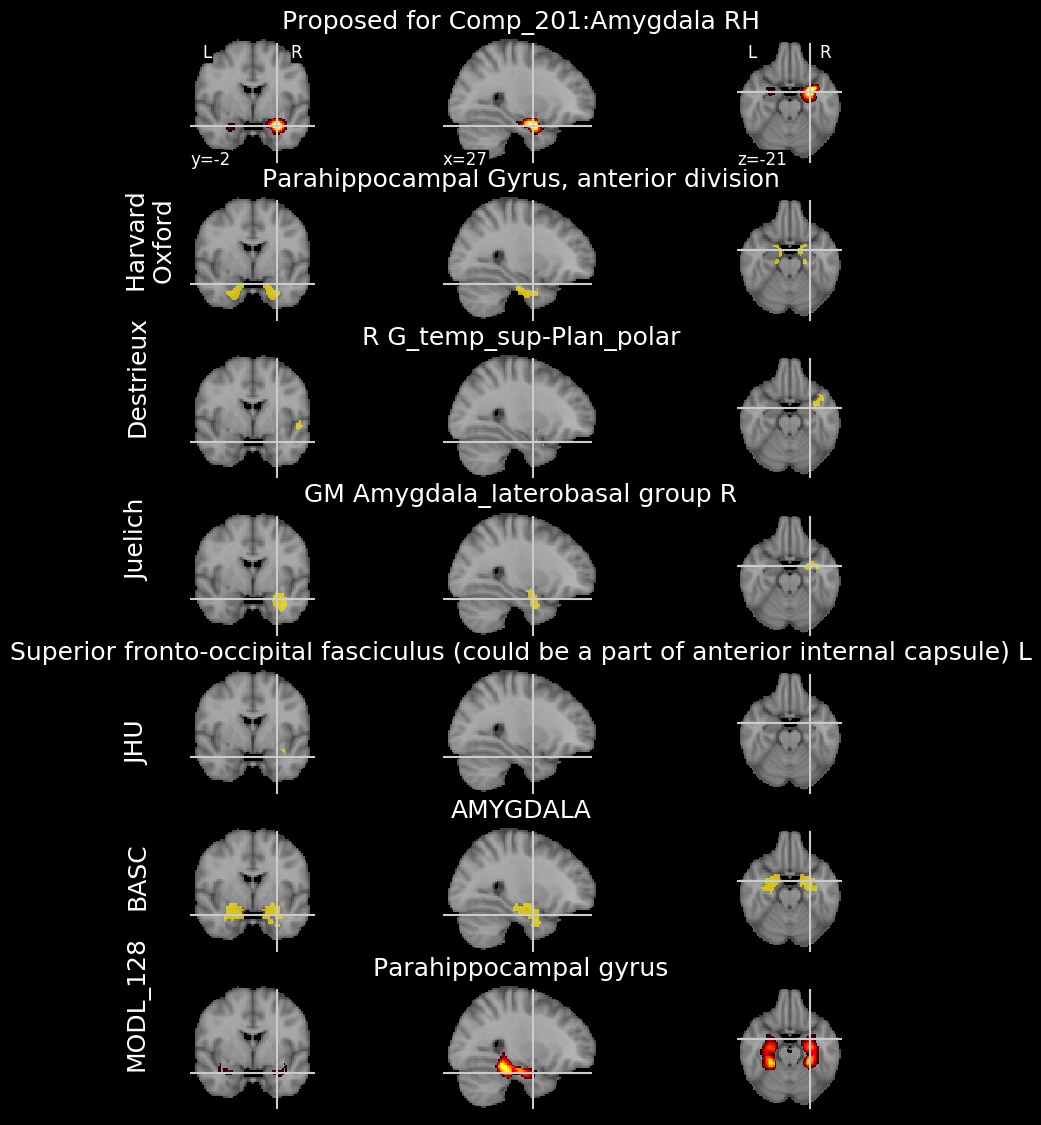 Proposed for Comp_201:Amygdala RH
L R L R
y=-2 x=27 z=-21
Parahippocampal Gyrus, anterior division
Harvard
Oxford
R G_temp_sup-Plan_polar
Destrieux
GM Amygdala_laterobasal group R
Juelich
Superior fronto-occipital fasciculus (could be a part of anterior internal capsule) L
JHU
AMYGDALA
BASC
Parahippocampal gyrus
MODL_128